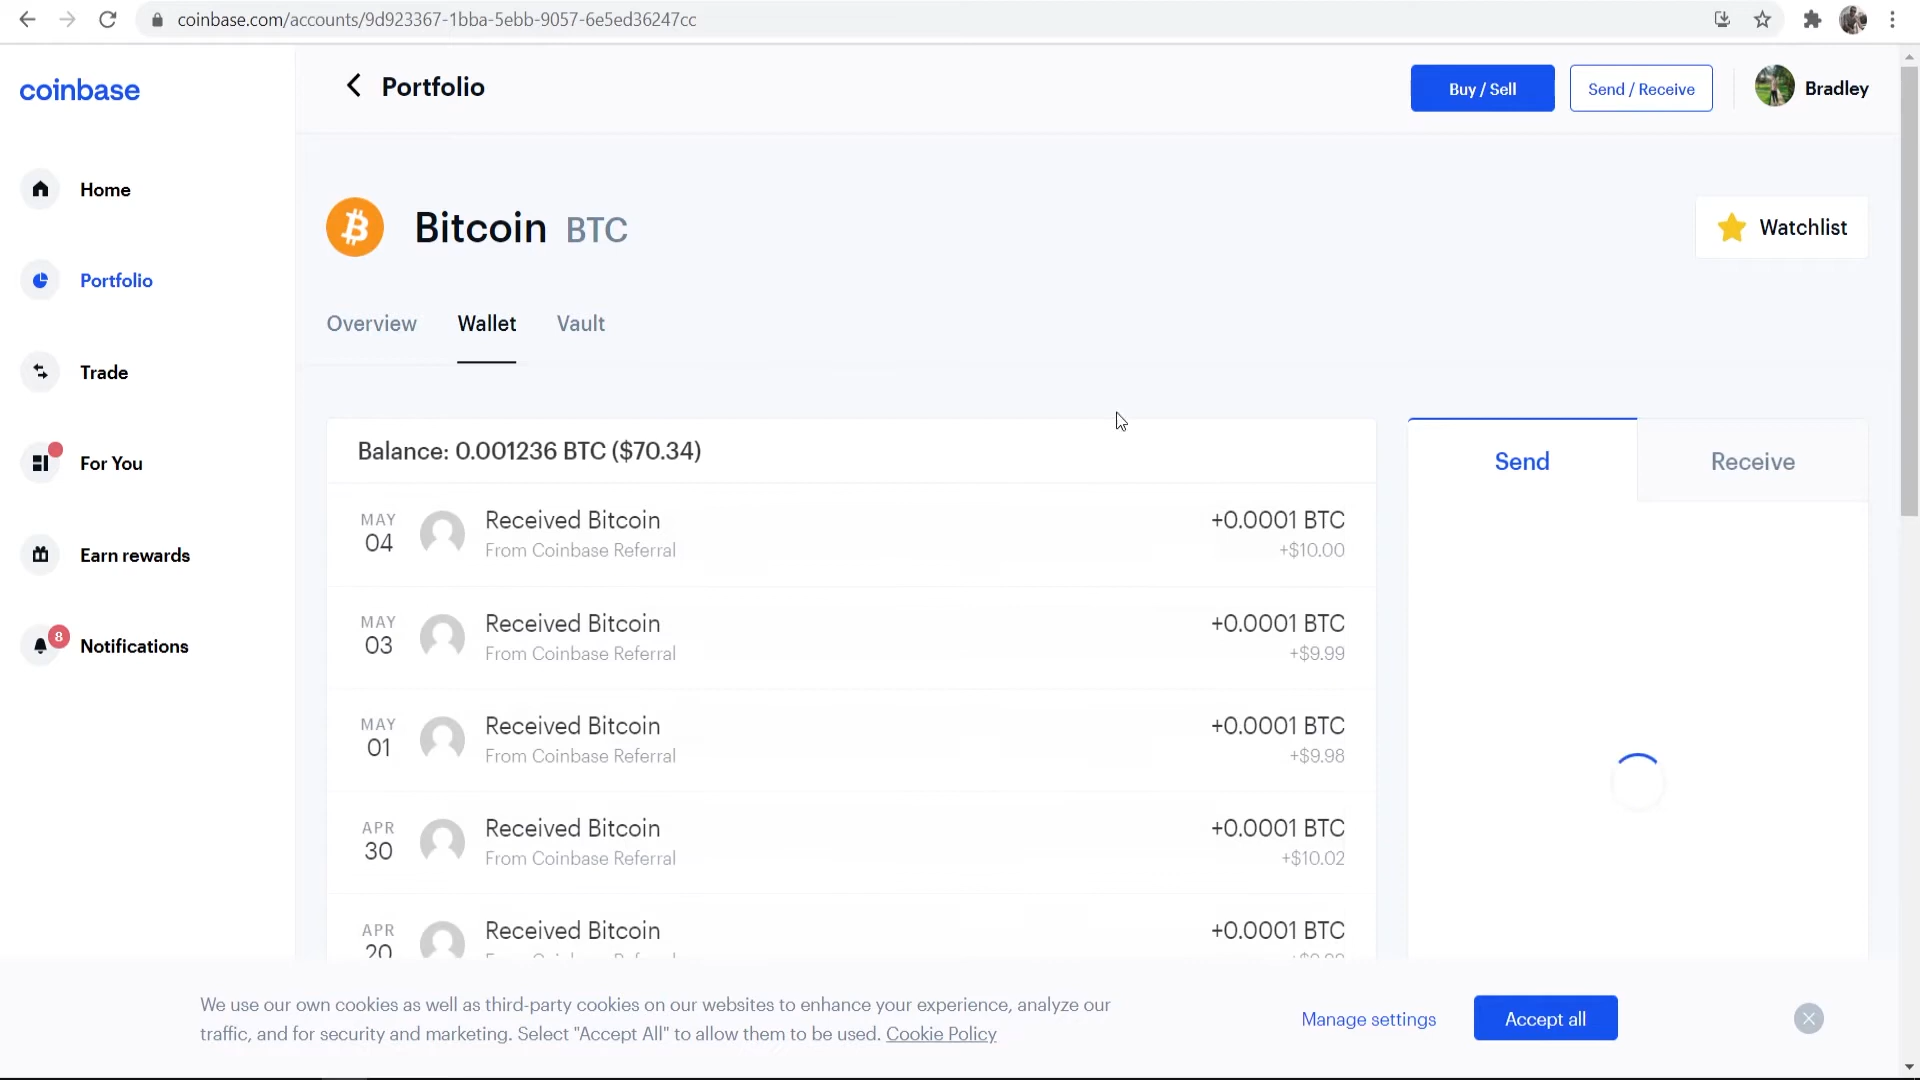 coinbase.com/accounts/9d923367-1bba-5ebb-9057-6e5ed36247cc
coinbase
Portfolio
Buy / Sell
Send / Receive
Bradley
Home
Portfolio
Trade
For You
Earn rewards
8
Notifications
Bitcoin BTC
Watchlist
Overview
Wallet
Vault
Balance: 0.001236 BTC ($70.34)
MAY
04
Received Bitcoin
From Coinbase Referral
+0.0001 BTC
+$10.00
MAY
03
Received Bitcoin
From Coinbase Referral
+0.0001 BTC
+$9.99
MAY
01
Received Bitcoin
From Coinbase Referral
+0.0001 BTC
+$9.98
APR
30
Received Bitcoin
From Coinbase Referral
+0.0001 BTC
+$10.02
APR
20
Received Bitcoin
+0.0001 BTC
Send
Receive
We use our own cookies as well as third-party cookies on our websites to enhance your experience, analyze our
traffic, and for security and marketing. Select "Accept All" to allow them to be used. Cookie Policy
Manage settings
Accept all